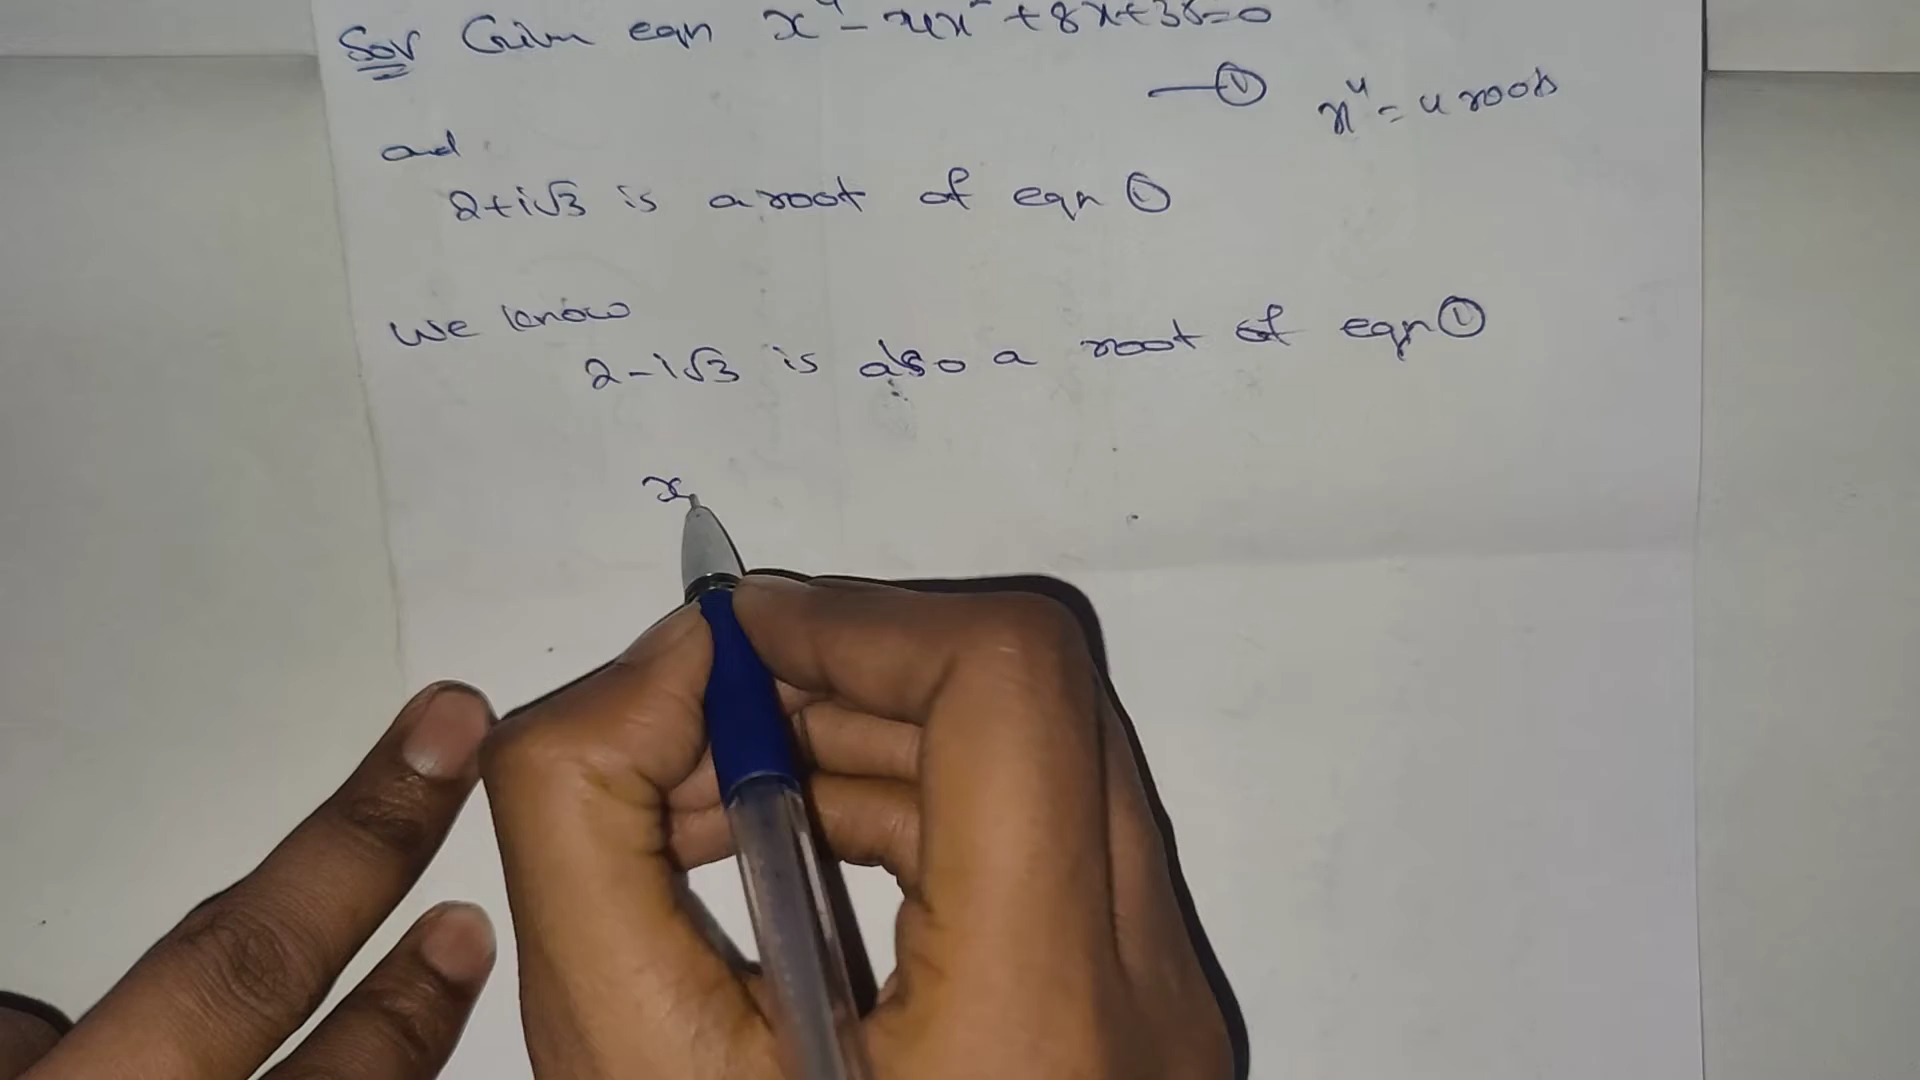 Sol Given eqn x⁴ - 4x² + 8x + 35 = 0
— ①
x⁴ = 4 roots
and
2+i√3 is a root of eqn ①
We know
2-i√3 is also a root of eqn ①
x